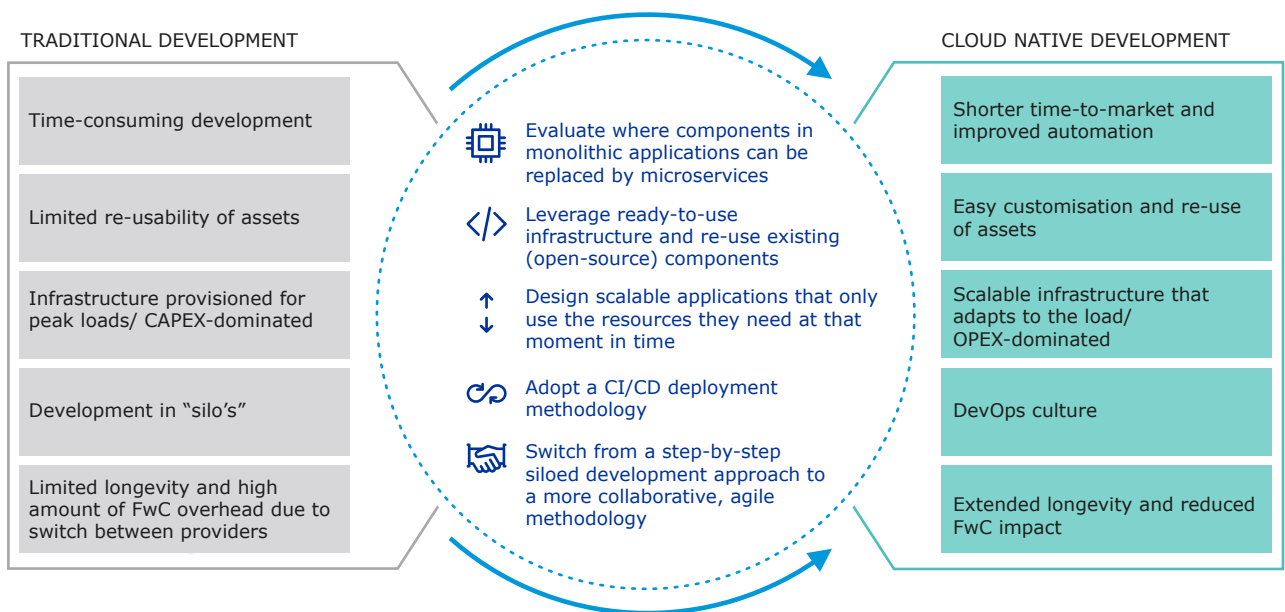 TRADITIONAL DEVELOPMENT
Time-consuming development
Limited re-usability of assets
Infrastructure provisioned for
peak loads/ CAPEX-dominated
Development in “silo’s”
Limited longevity and high
amount of FwC overhead due to
switch between providers
Evaluate where components in
monolithic applications can be
replaced by microservices
Leverage ready-to-use
infrastructure and re-use existing
(open-source) components
Design scalable applications that only
use the resources they need at that
moment in time
Adopt a CI/CD deployment
methodology
Switch from a step-by-step
siloed development approach to
a more collaborative, agile
methodology
CLOUD NATIVE DEVELOPMENT
Shorter time-to-market and
improved automation
Easy customisation and re-use
of assets
Scalable infrastructure that
adapts to the load/
OPEX-dominated
DevOps culture
Extended longevity and reduced
FwC impact